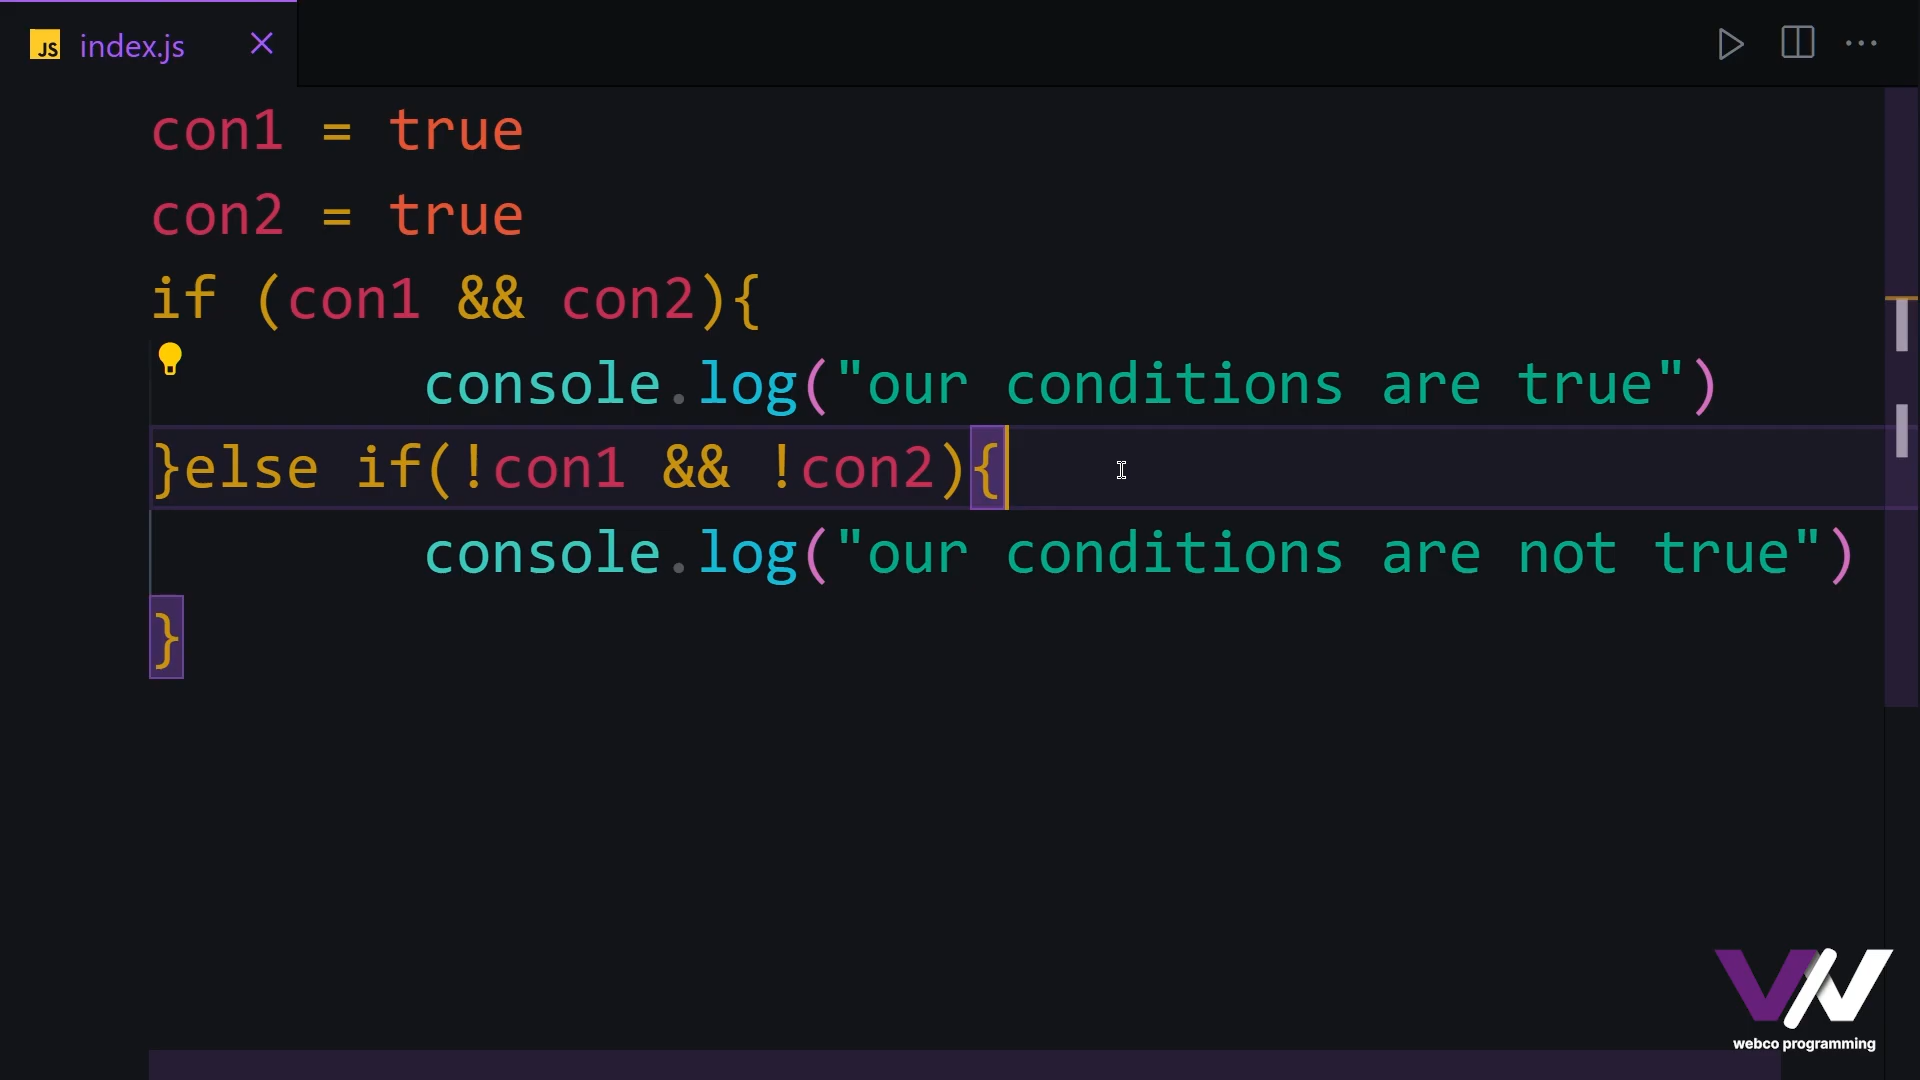 JS index.js
con1 = true
con2 = true
if (con1 && con2){
console.log("our conditions are true")
}else if(!con1 && !con2){
console.log("our conditions are not true")
}
webco programming